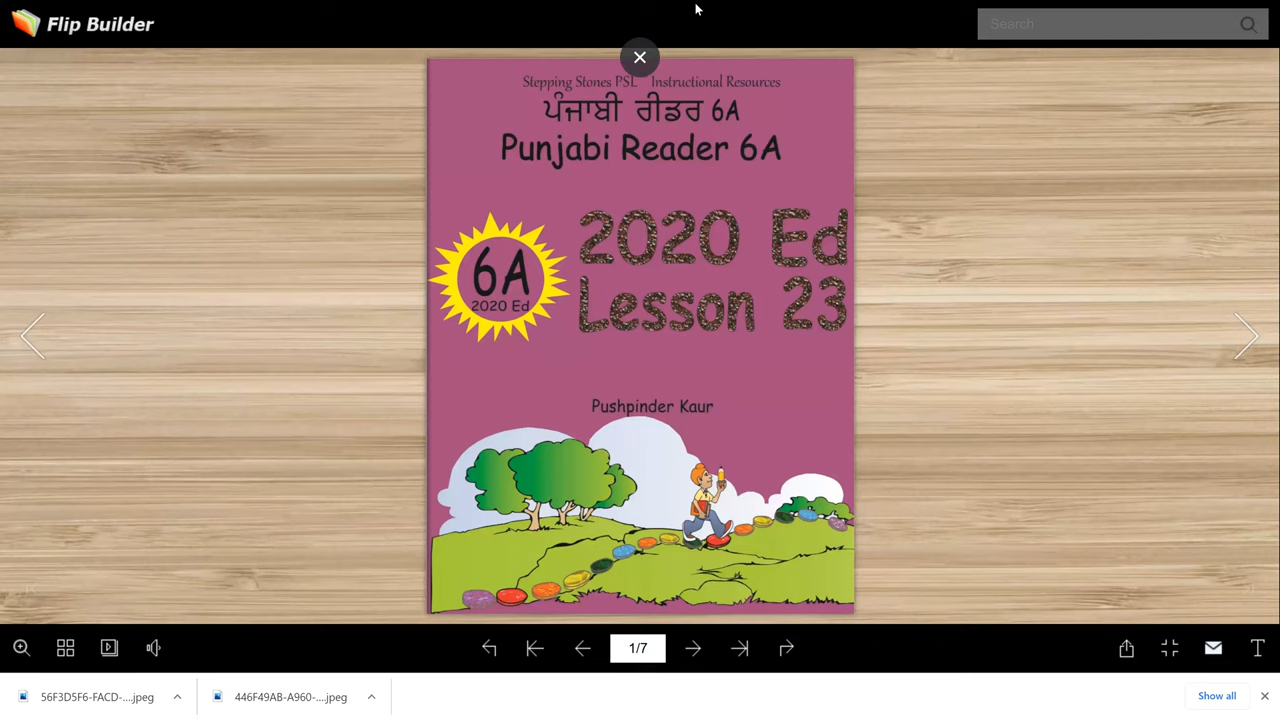 Flip Builder
Search
Stepping Stones PSL Instructional Resources
ਪੰਜਾਬੀ ਰੀਡਰ 6A
Punjabi Reader 6A
2020 Ed
Lesson 23
6A
2020 Ed
Pushpinder Kaur
1/7
T
56F3D5F6-FACD-....jpeg
446F49AB-A960-....jpeg
Show all